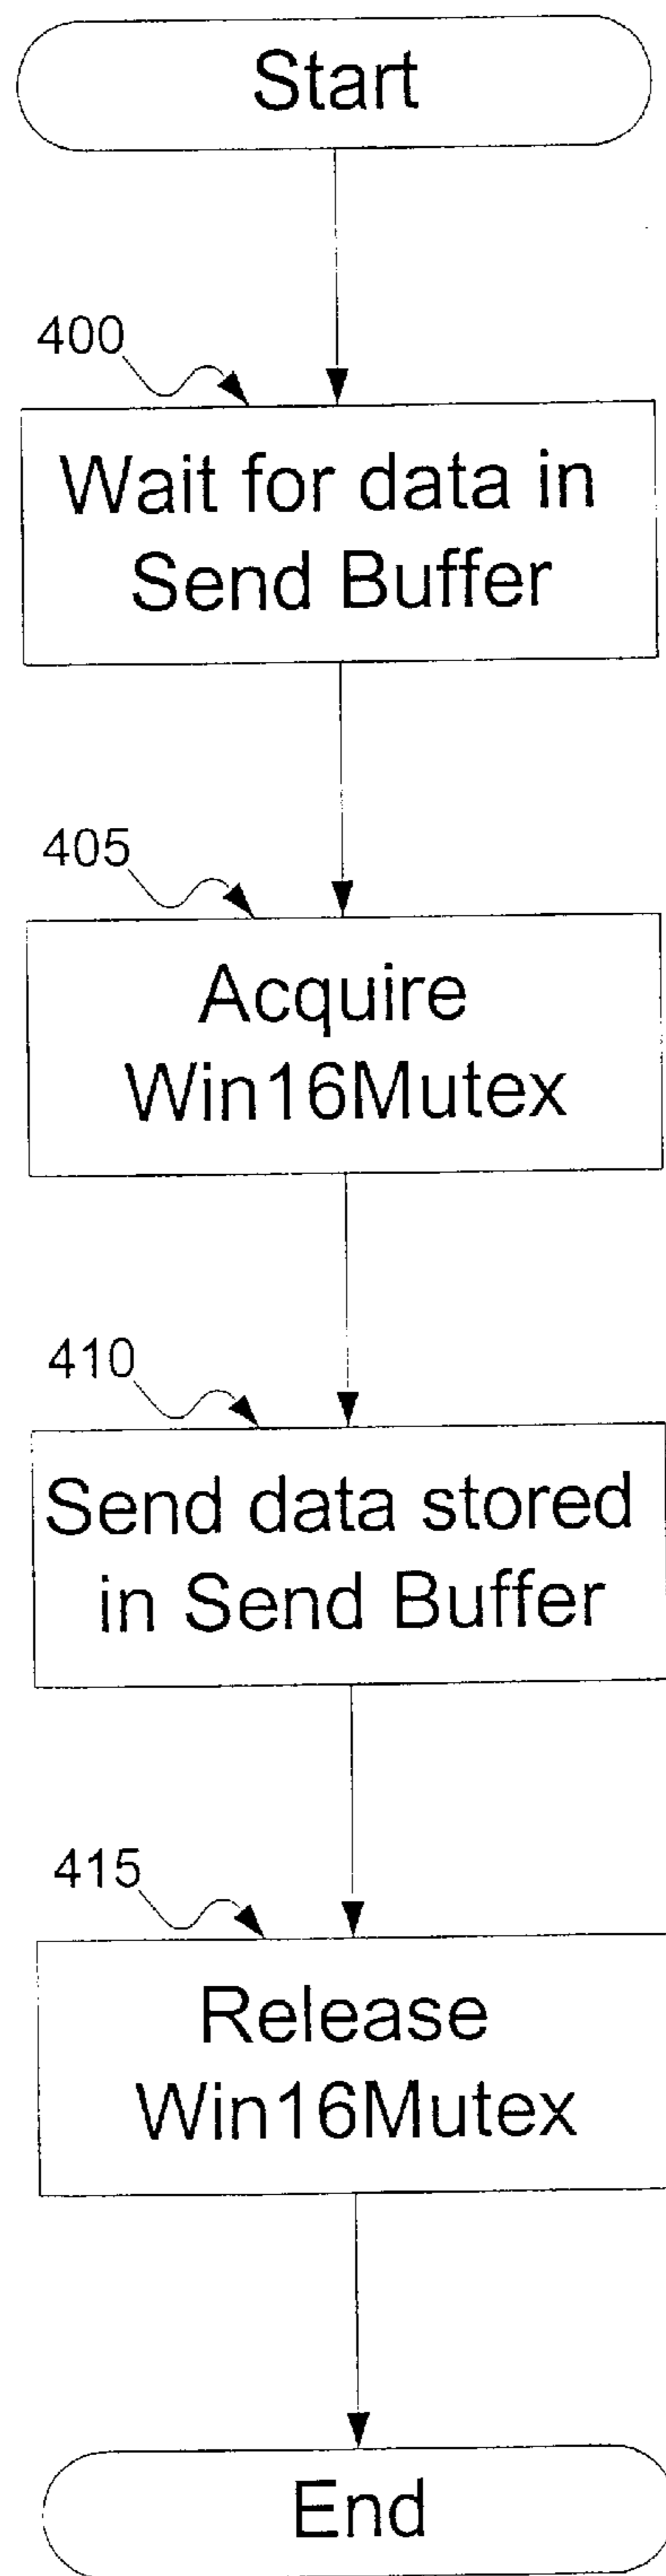 Start
400
Wait for data in
Send Buffer
405
Acquire
Win16Mutex
410
Send data stored
in Send Buffer
415
Release
Win16Mutex
End